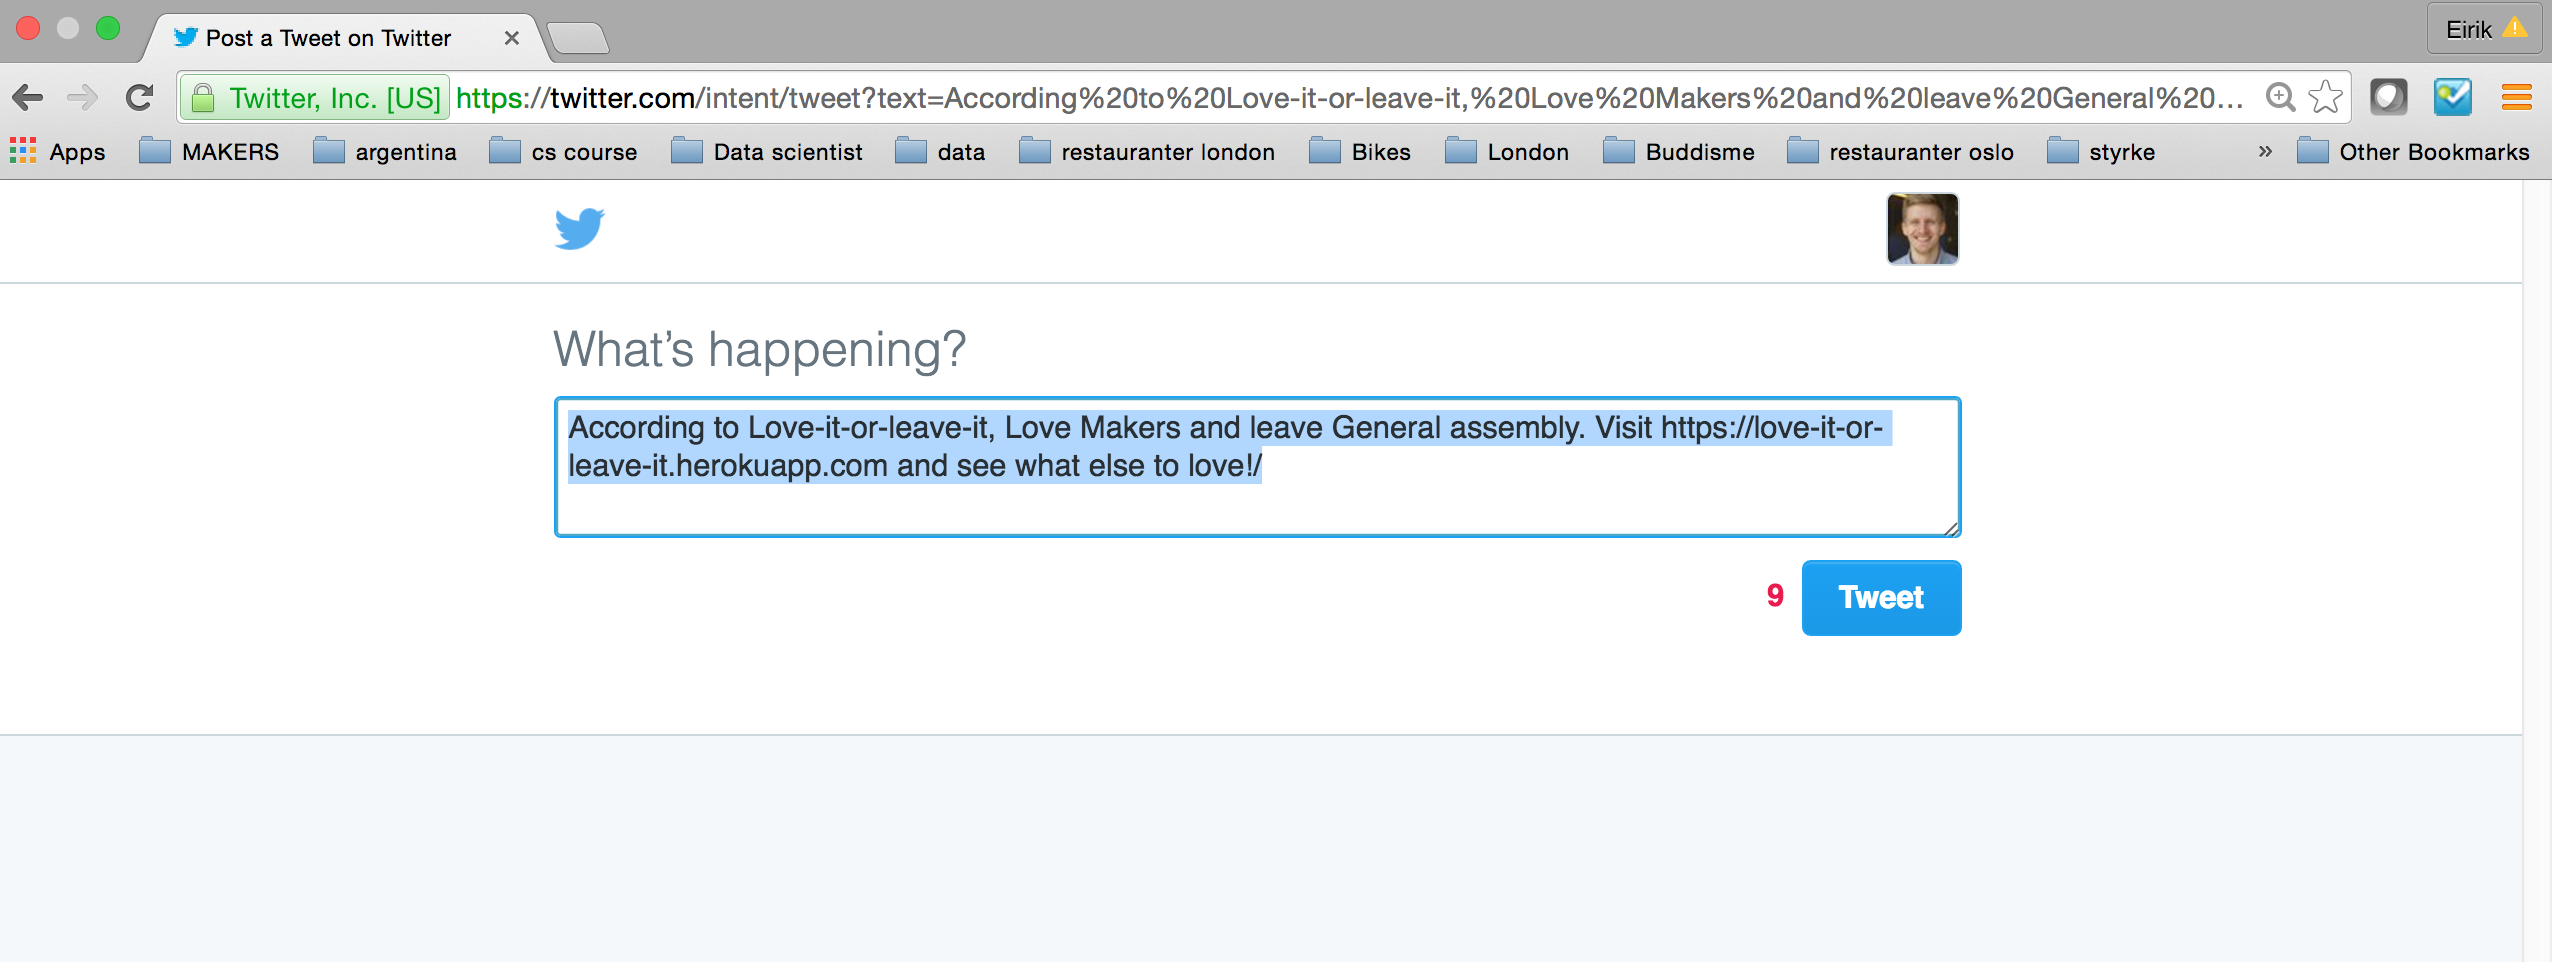 Post a Tweet on Twitter
Eirik
Twitter, Inc. [US] https://twitter.com/intent/tweet?text=According%20to%20Love-it-or-leave-it,%20Love%20Makers%20and%20leave%20General%20...
Apps MAKERS argentina cs course Data scientist data restauranter london Bikes London Buddisme restauranter oslo styrke » Other Bookmarks
What's happening?
According to Love-it-or-leave-it, Love Makers and leave General assembly. Visit https://love-it-or-
leave-it.herokuapp.com and see what else to love!/
9 Tweet